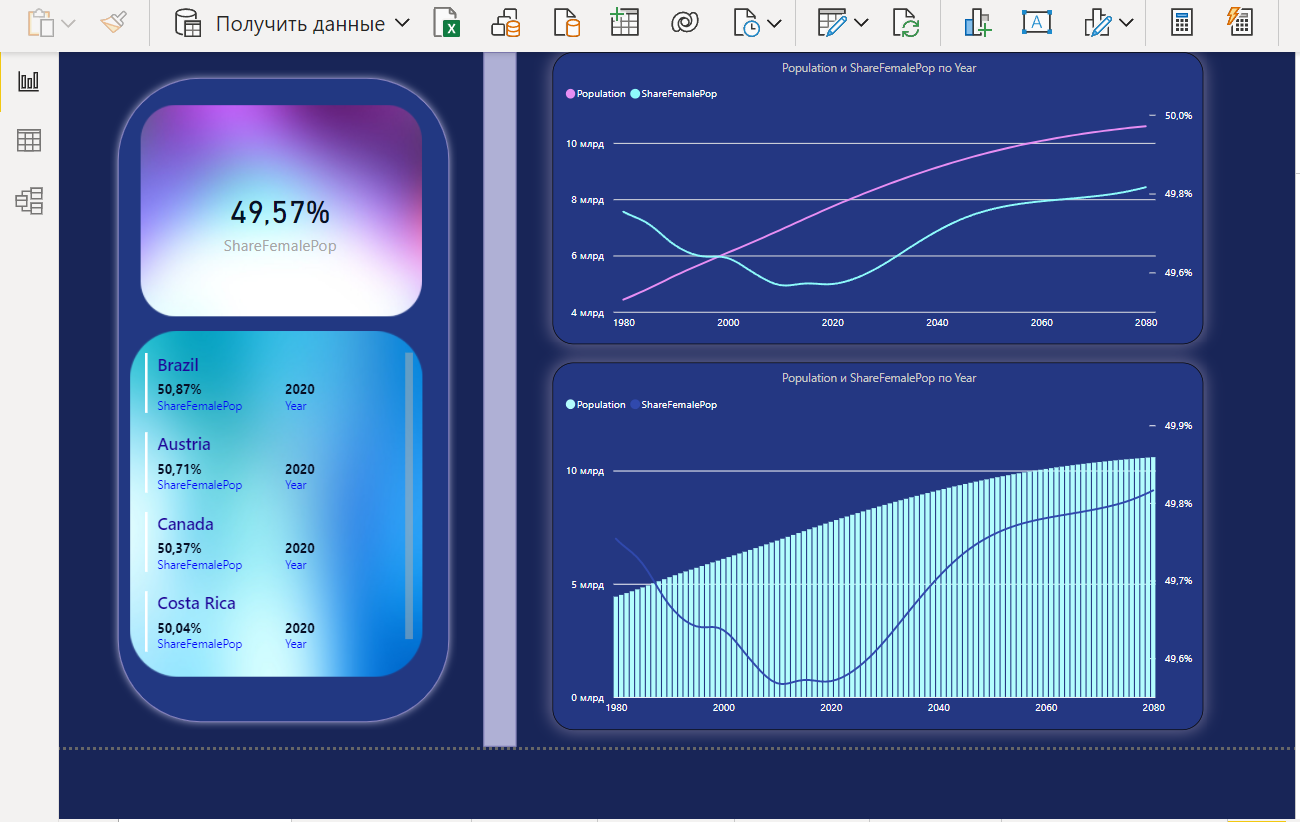 Получить данные
A
49,57%
ShareFemalePop
Brazil
50,87% 2020
ShareFemalePop Year
Austria
50,71% 2020
ShareFemalePop Year
Canada
50,37% 2020
ShareFemalePop Year
Costa Rica
50,04% 2020
ShareFemalePop Year
Population и ShareFemalePop по Year
Population ShareFemalePop
50,0%
10 млрд
8 млрд
49,8%
6 млрд
49,6%
4 млрд
1980 2000 2020 2040 2060 2080
Population и ShareFemalePop по Year
Population ShareFemalePop
49,9%
10 млрд
49,8%
5 млрд
49,7%
49,6%
0 млрд
1980 2000 2020 2040 2060 2080